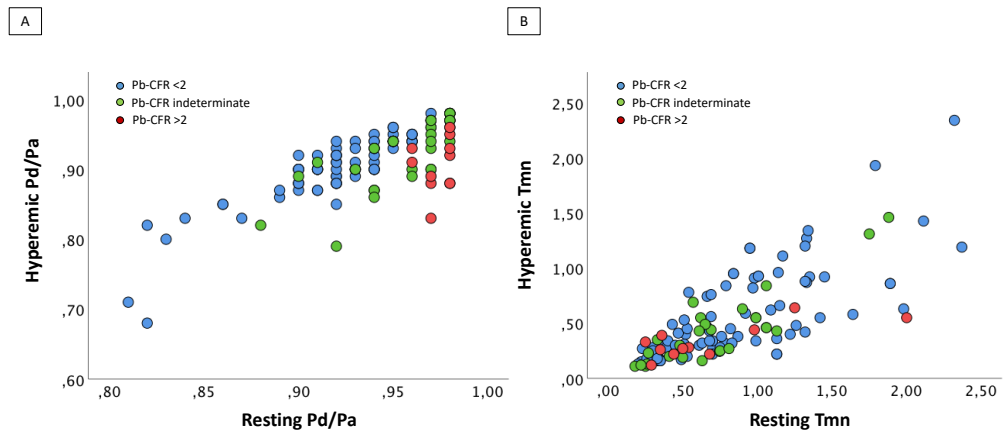 A
Pb-CFR <2
Pb-CFR indeterminate
Pb-CFR >2
Hyperemic Pd/Pa
1,00
,90
,80
,70
,60
,80
,85
,90
,95
1,00
Resting Pd/Pa
B
Pb-CFR <2
Pb-CFR indeterminate
Pb-CFR >2
Hyperemic Tmn
2,50
2,00
1,50
1,00
,50
,00
,00
,50
1,00
1,50
2,00
2,50
Resting Tmn